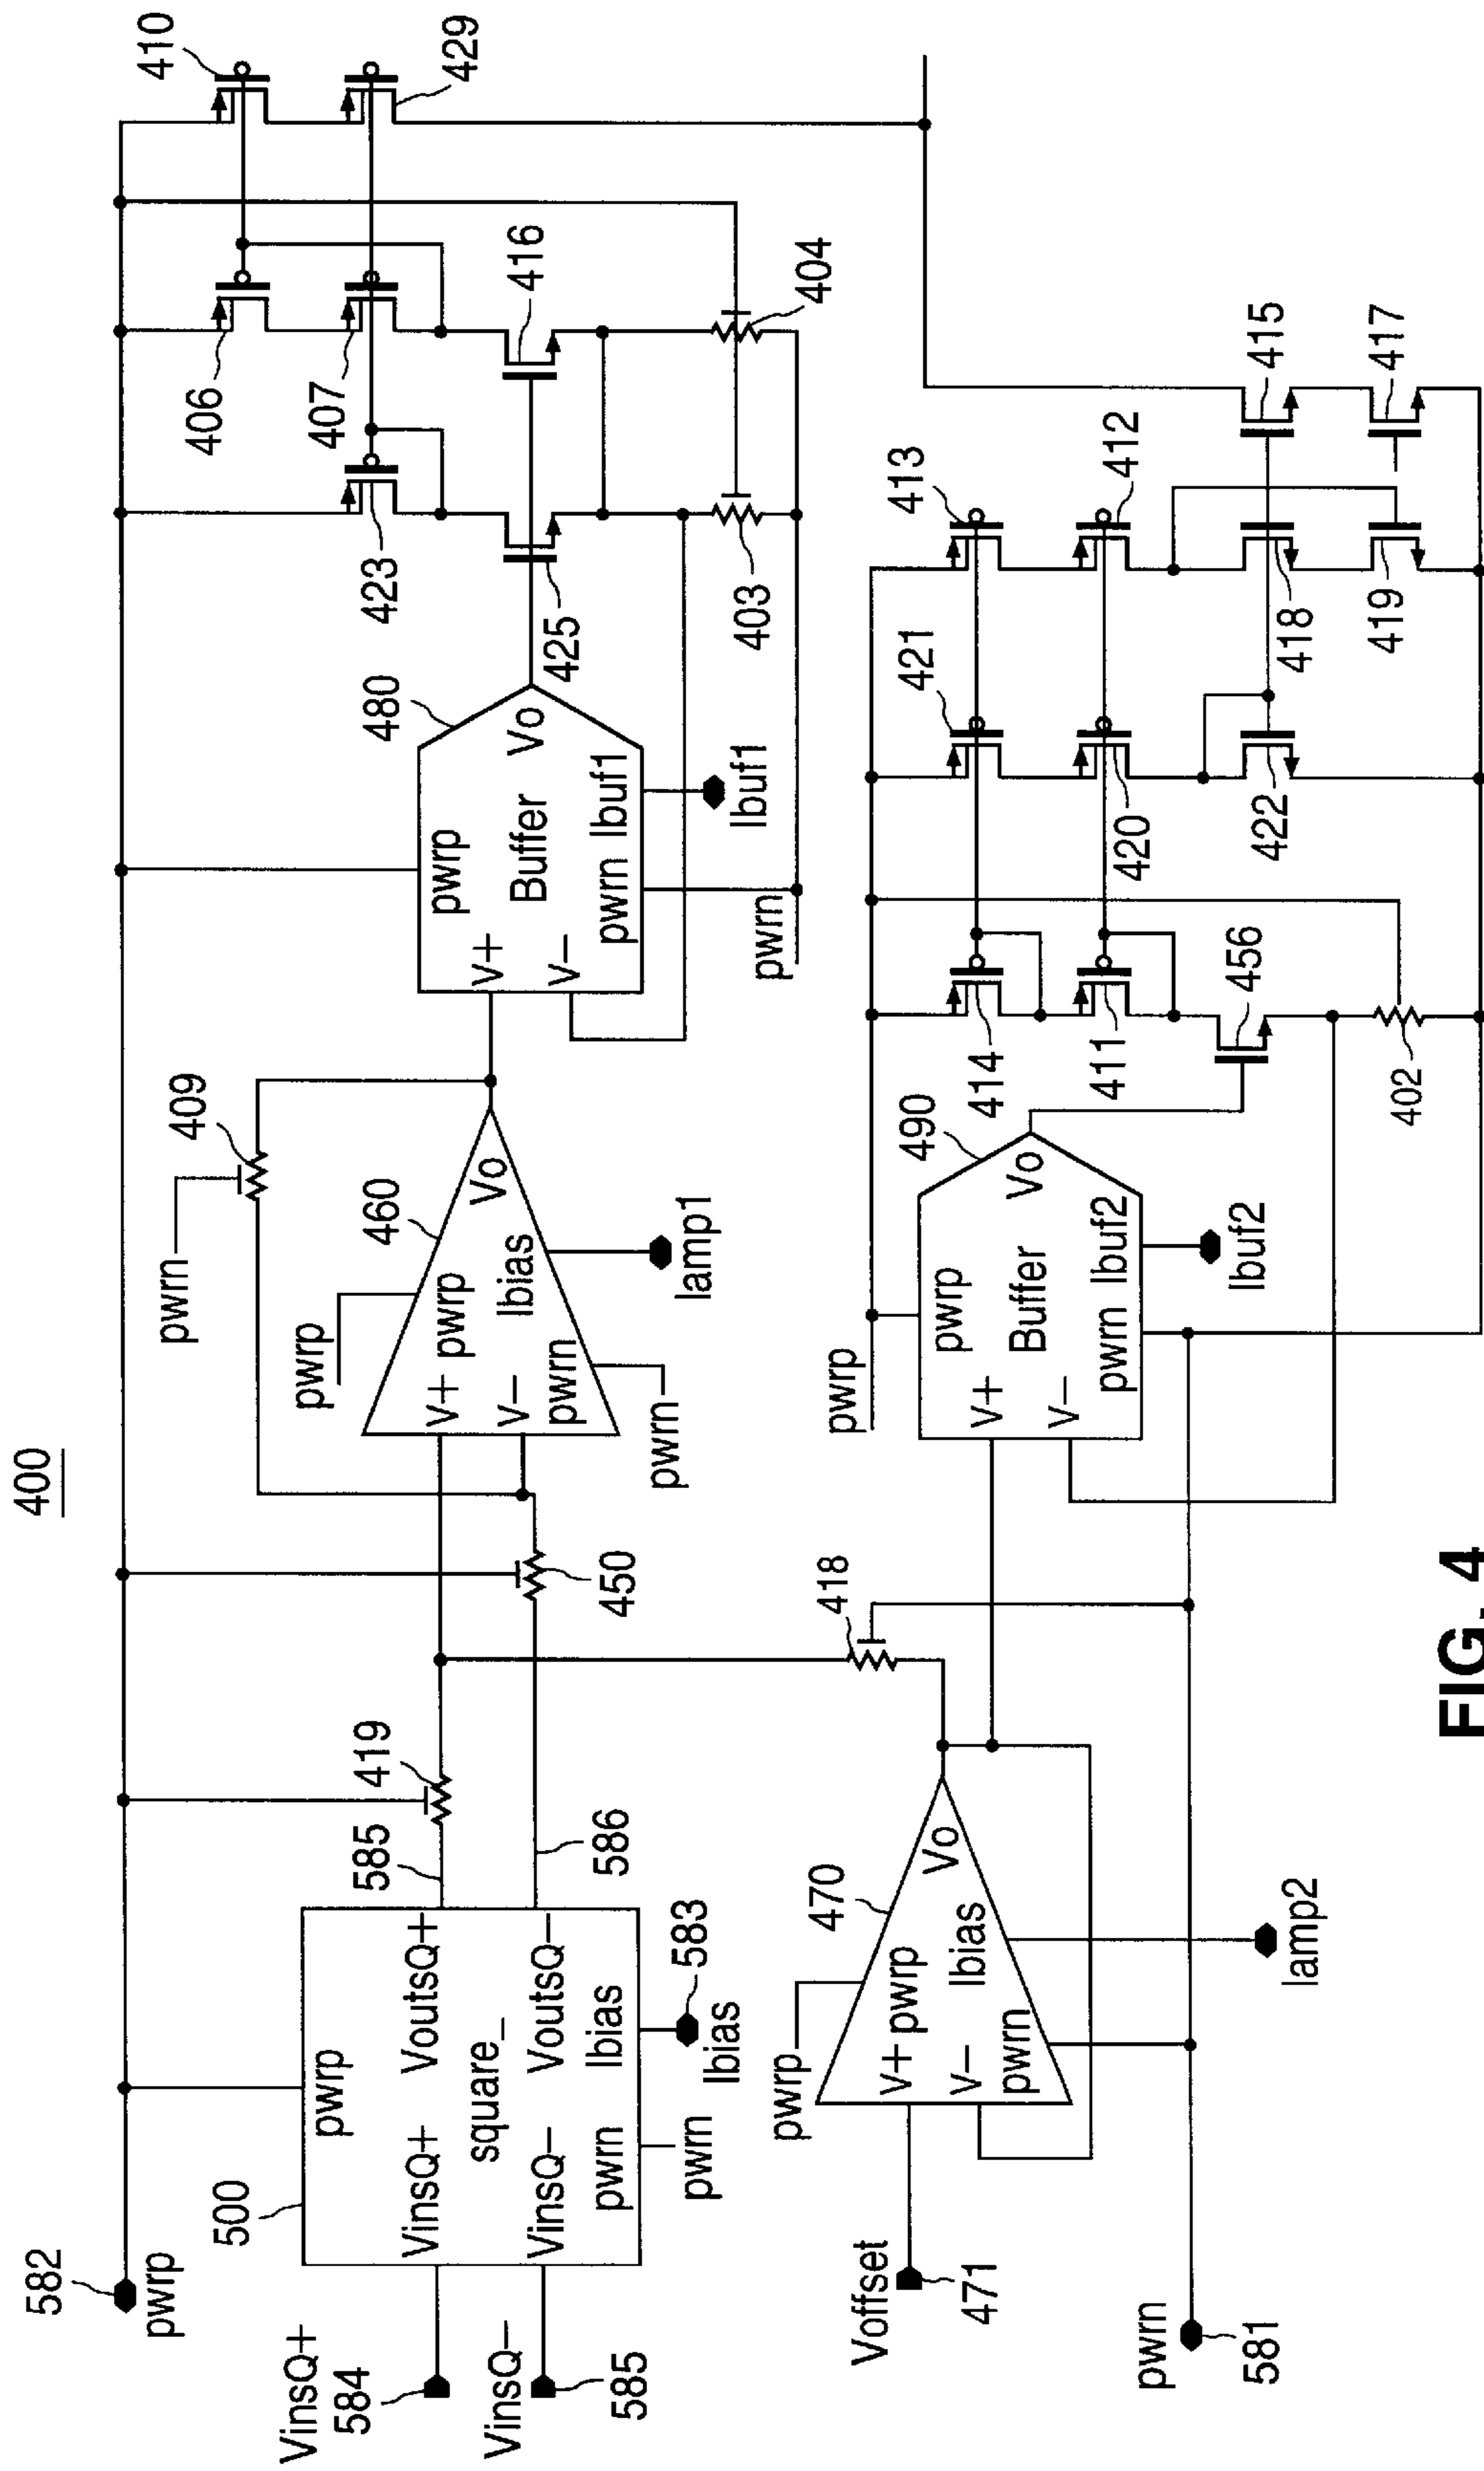 400
582
pwrp
500
pwrp
VinsQ+
VoutsQ+
square_
VinsQ−
VoutsQ−
pwrn
Ibias
VinsQ+
584
VinsQ−
585
pwrn
583
Ibias
585
586
419
450
pwrn
409
460
pwrp
V+
pwrp
V−
Ibias
Vo
pwrn
pwrn
Iamp1
480
pwrp
V+
Buffer
Vo
V−
pwrn
Ibuf1
Ibuf1
pwrn
423
425
403
406
407
416
404
410
429
Voffset
471
pwrp
470
V+
pwrp
V−
Ibias
Vo
pwrn
Iamp2
pwrn
581
418
pwrp
490
pwrp
V+
Buffer
Vo
V−
pwrn
Ibuf2
Ibuf2
414
411
456
402
421
420
422
413
412
418
419
415
417
FIG. 4